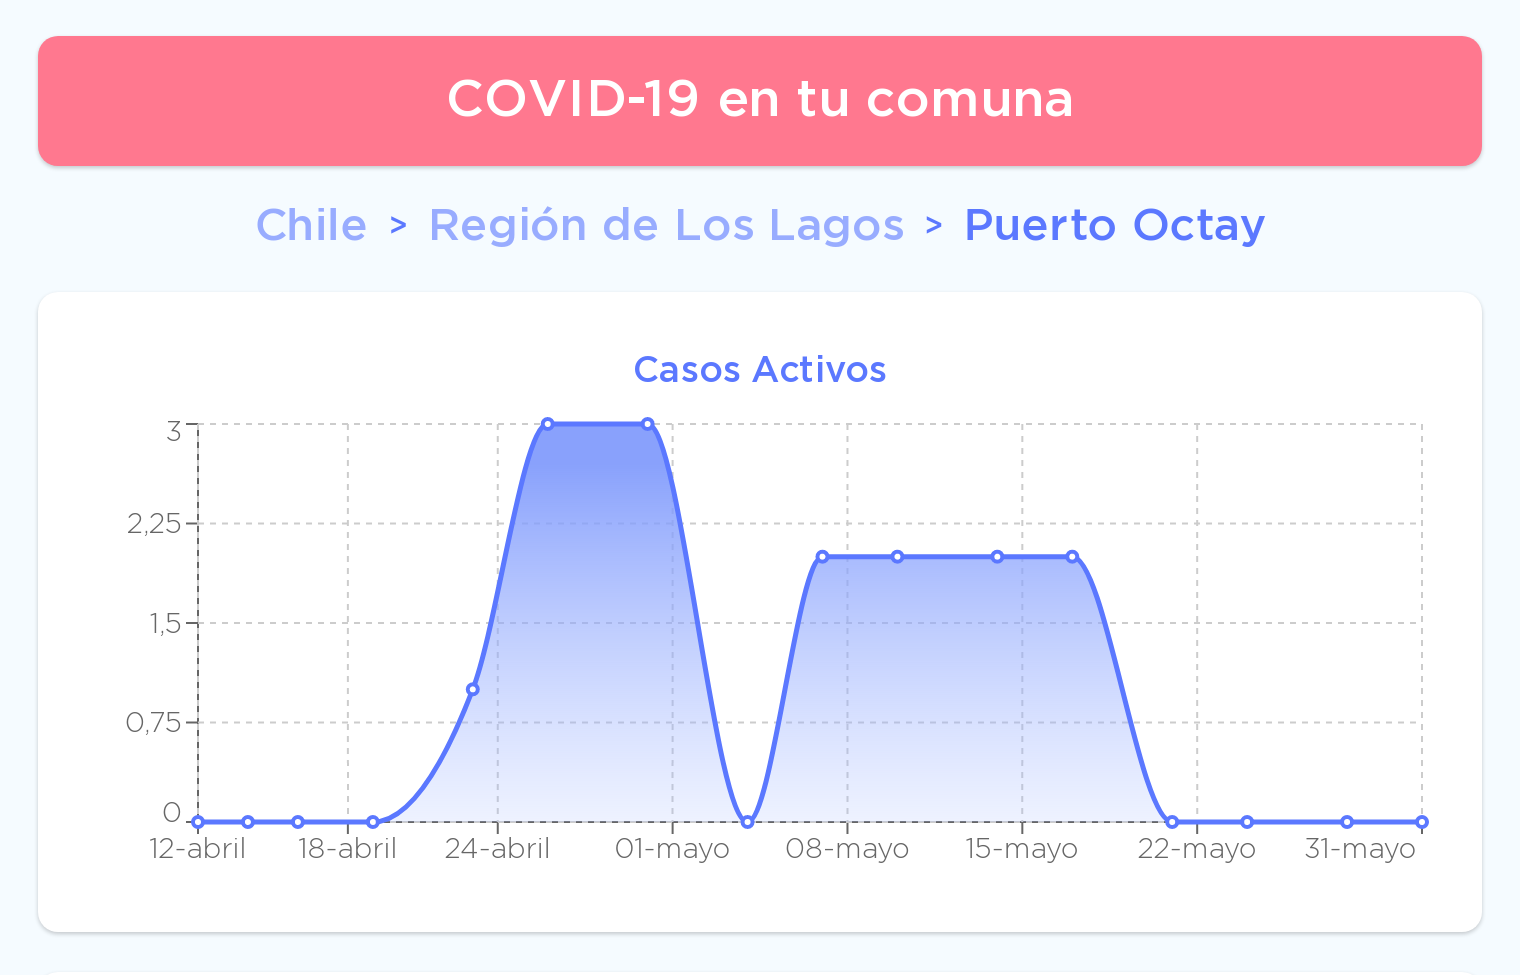 COVID-19 en tu comuna
Chile > Región de Los Lagos > Puerto Octay
Casos Activos
3
2,25
1,5
0,75
0
12-abril 18-abril 24-abril 01-mayo 08-mayo 15-mayo 22-mayo 31-mayo